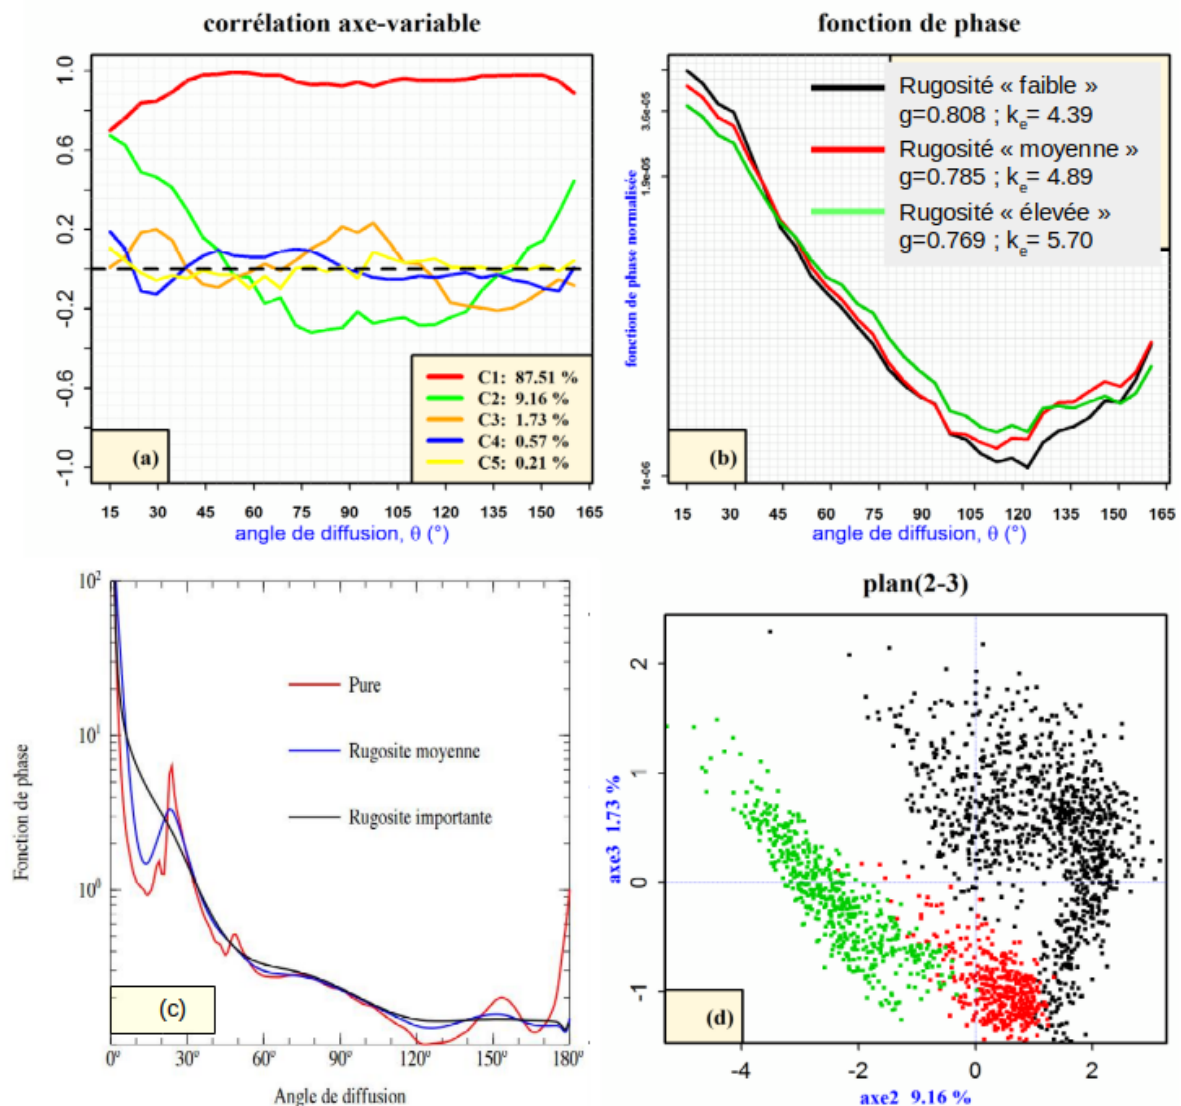 corrélation axe-variable
1.0
0.6
0.2
-0.2
-0.6
-1.0
C1: 87.51 %
C2: 9.16 %
C3: 1.73 %
C4: 0.57 %
C5: 0.21 %
(a)
15 30 45 60 75 90 105 120 135 150 165
angle de diffusion, θ (°)
fonction de phase
fonction de phase normalisée
3.6e-05
1.9e-05
1e-06
Rugosité « faible »
g=0.808 ; ke= 4.39
Rugosité « moyenne »
g=0.785 ; ke= 4.89
Rugosité « élevée »
g=0.769 ; ke= 5.70
(b)
15 30 45 60 75 90 105 120 135 150 165
angle de diffusion, θ (°)
Fonction de phase
10²
10¹
10⁰
Pure
Rugosite moyenne
Rugosite importante
(c)
0° 30° 60° 90° 120° 150° 180°
Angle de diffusion
plan(2-3)
axe3 1.73 %
2
1
0
-1
(d)
-4 -2 0 2
axe2 9.16 %